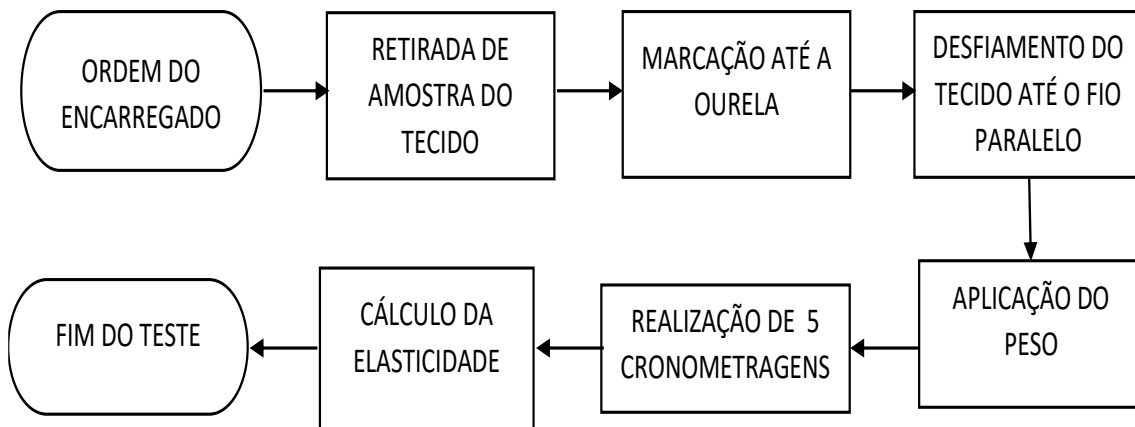 ORDEM DO
ENCARREGADO
RETIRADA DE
AMOSTRA DO
TECIDO
MARCAÇÃO ATÉ A
OURELA
DESFIAMENTO DO
TECIDO ATÉ O FIO
PARALELO
APLICAÇÃO DO
PESO
REALIZAÇÃO DE 5
CRONOMETRAGENS
CÁLCULO DA
ELASTICIDADE
FIM DO TESTE